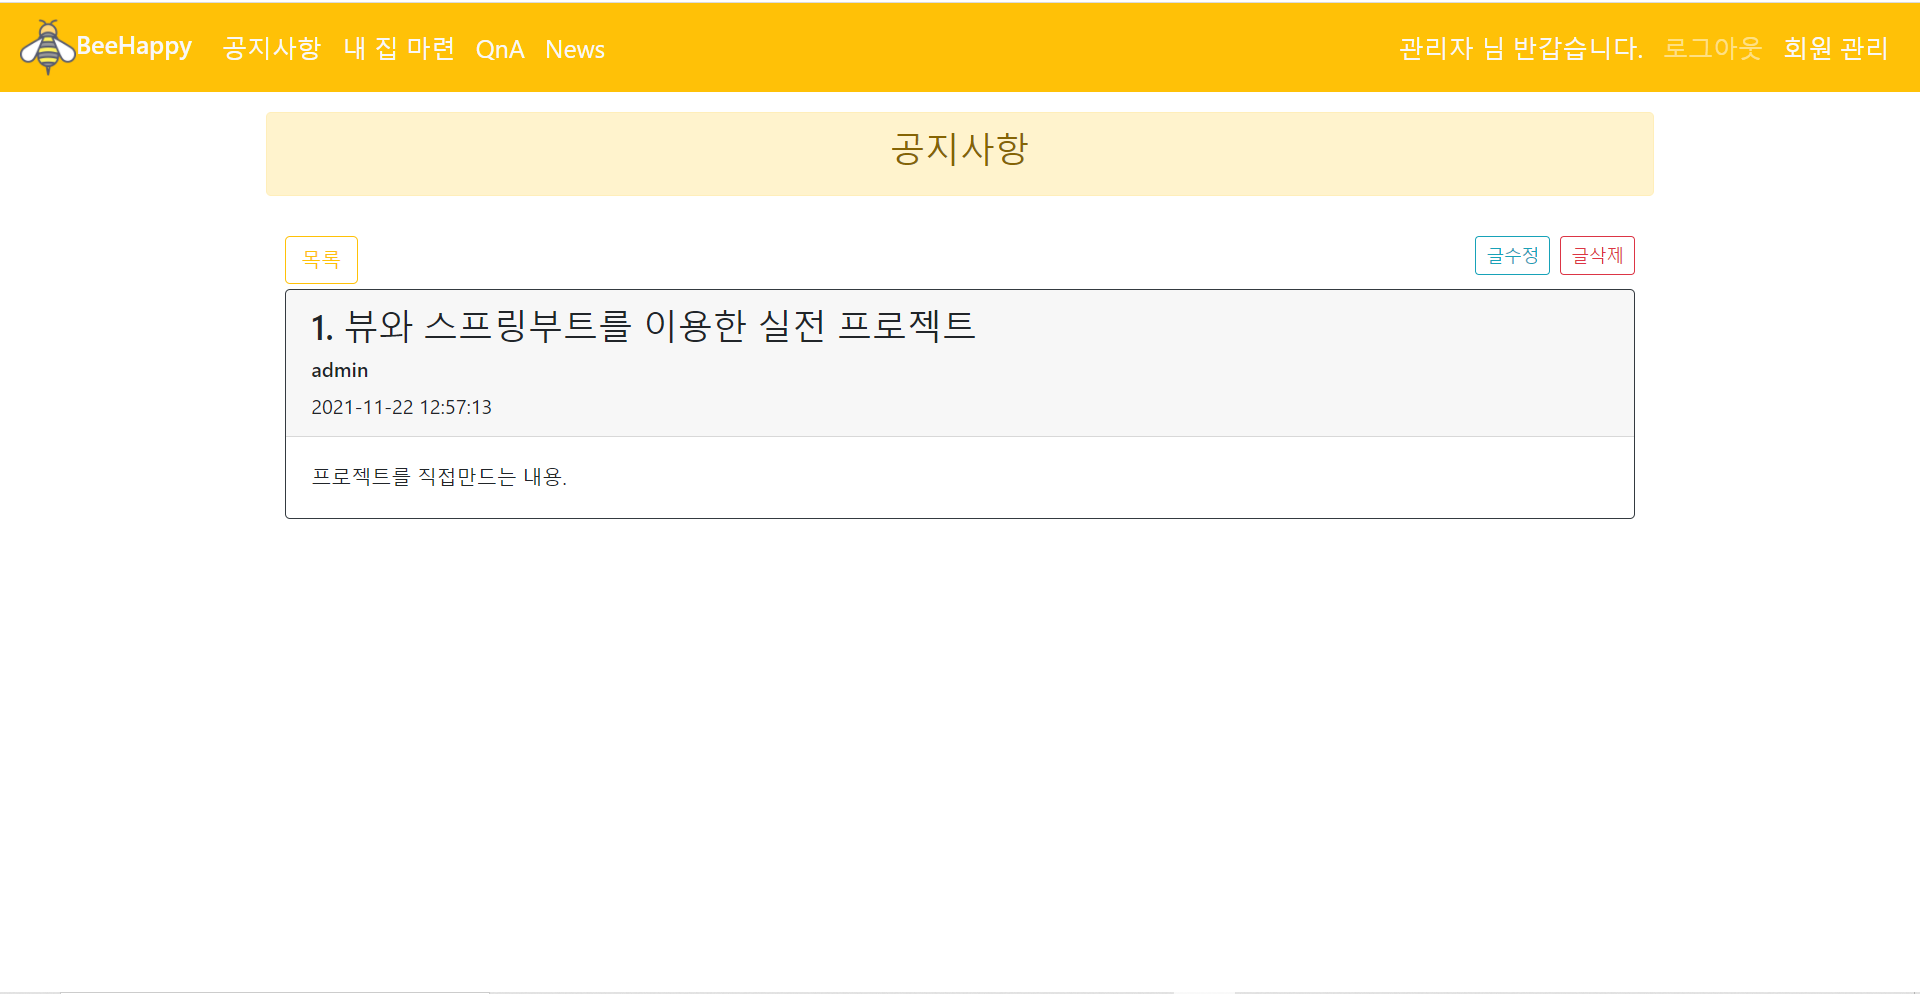 BeeHappy 공지사항 내 집 마련 QnA News 관리자 님 반갑습니다. 로그아웃 회원 관리
공지사항
목록 글수정 글삭제
1. 뷰와 스프링부트를 이용한 실전 프로젝트
admin
2021-11-22 12:57:13
프로젝트를 직접만드는 내용.